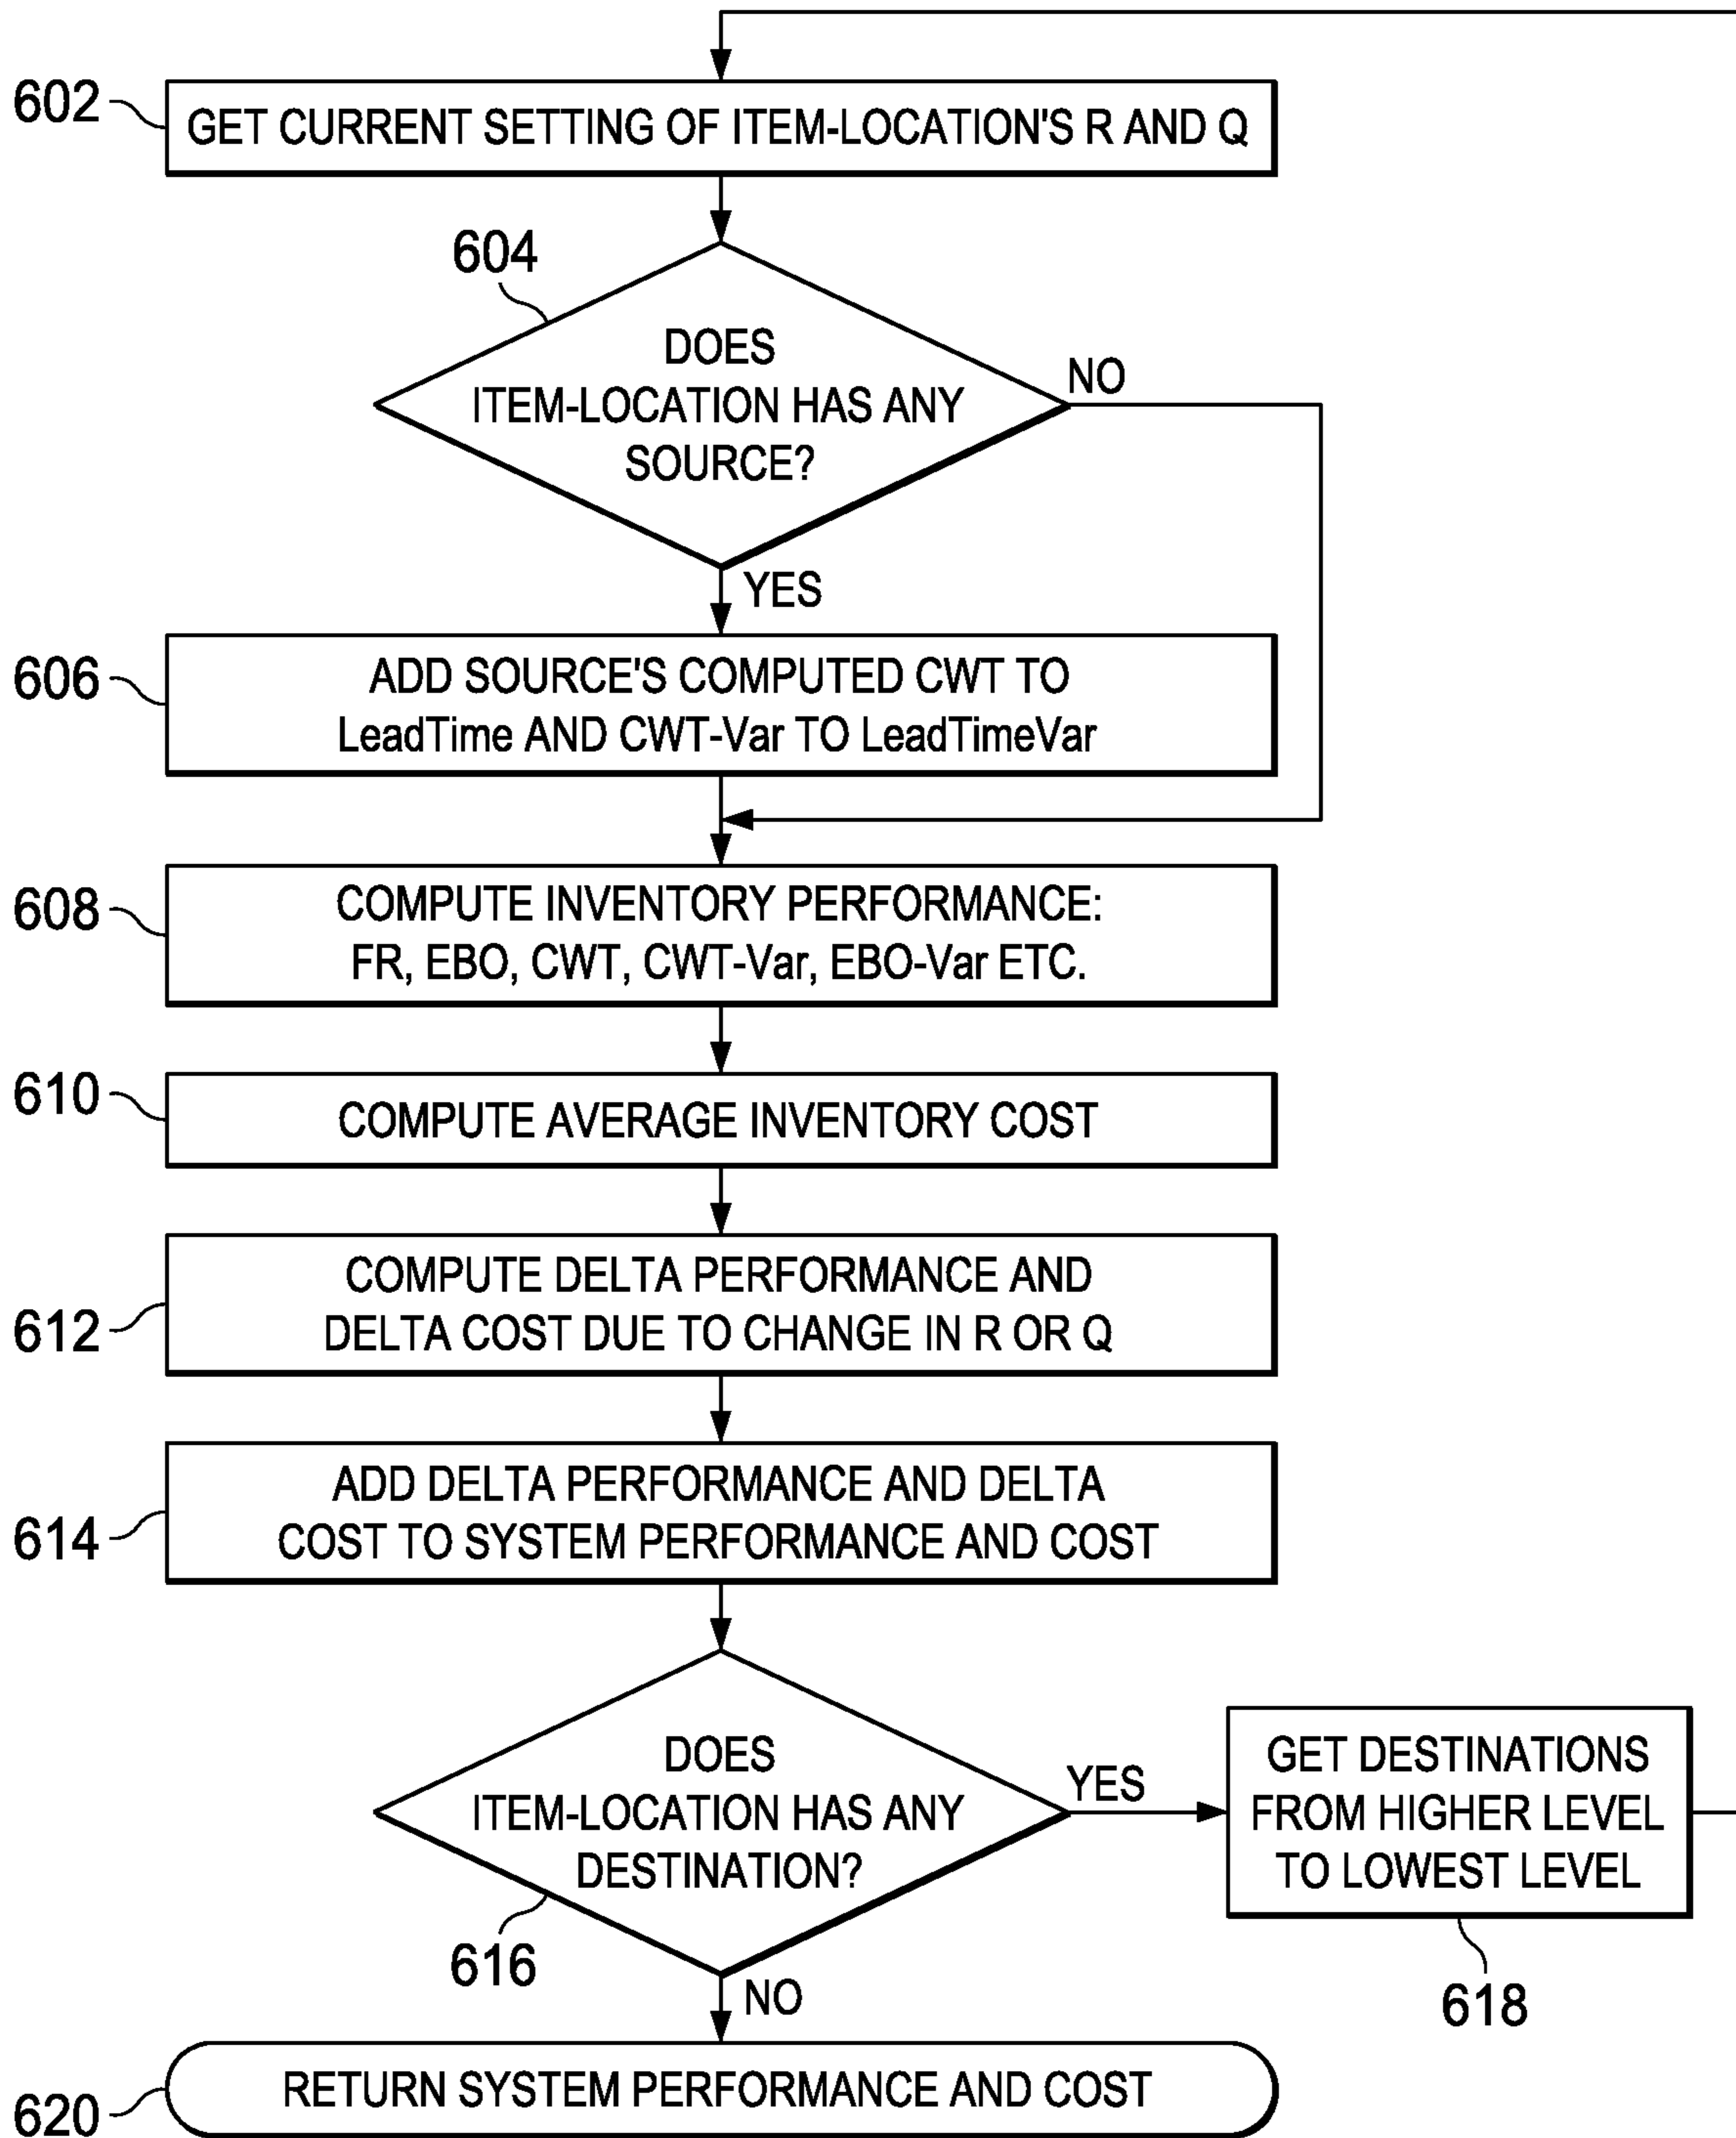 602
GET CURRENT SETTING OF ITEM-LOCATION'S R AND Q
604
DOES
ITEM-LOCATION HAS ANY
SOURCE?
NO
YES
606
ADD SOURCE'S COMPUTED CWT TO
LeadTime AND CWT-Var TO LeadTimeVar
608
COMPUTE INVENTORY PERFORMANCE:
FR, EBO, CWT, CWT-Var, EBO-Var ETC.
610
COMPUTE AVERAGE INVENTORY COST
612
COMPUTE DELTA PERFORMANCE AND
DELTA COST DUE TO CHANGE IN R OR Q
614
ADD DELTA PERFORMANCE AND DELTA
COST TO SYSTEM PERFORMANCE AND COST
DOES
ITEM-LOCATION HAS ANY
DESTINATION?
616
YES
GET DESTINATIONS
FROM HIGHER LEVEL
TO LOWEST LEVEL
618
NO
620
RETURN SYSTEM PERFORMANCE AND COST